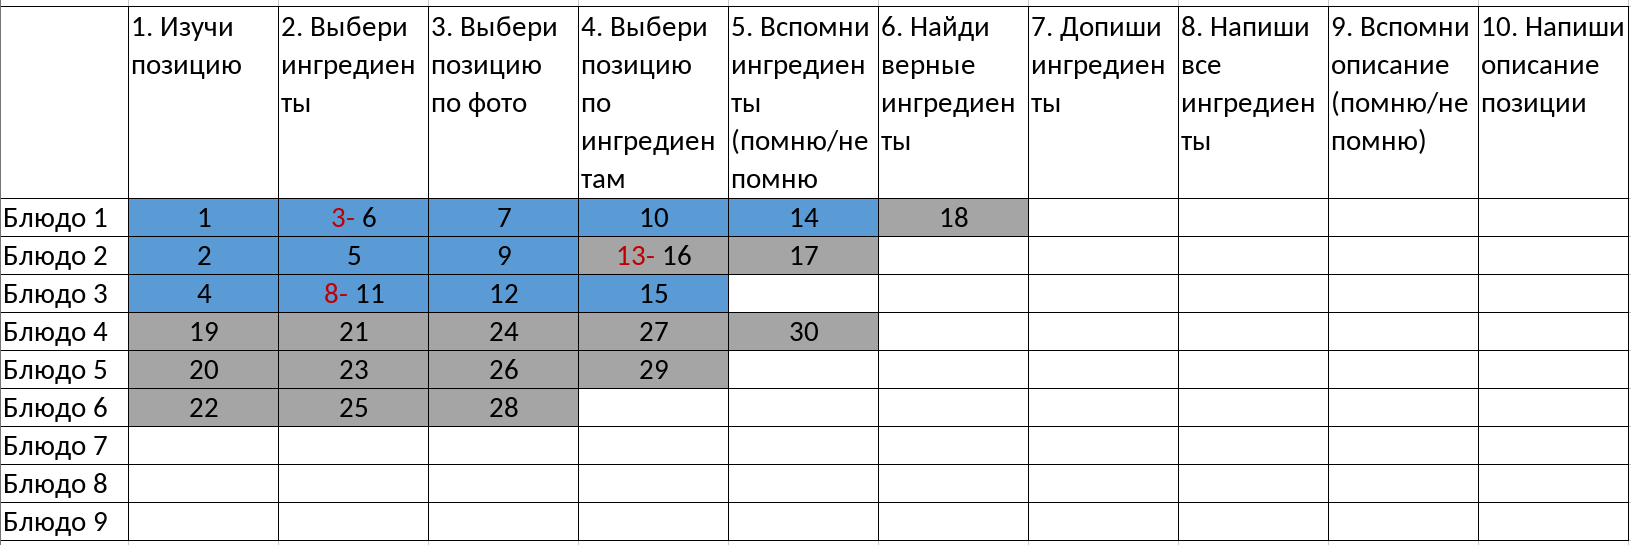 1. Изучи позицию 2. Выбери ингредиенты 3. Выбери позицию по фото 4. Выбери позицию по ингредиентам 5. Вспомни ингредиенты (помню/не помню 6. Найди верные ингредиенты 7. Допиши ингредиенты 8. Напиши все ингредиенты 9. Вспомни описание (помню/не помню) 10. Напиши описание позиции
Блюдо 1 1 3- 6 7 10 14 18
Блюдо 2 2 5 9 13- 16 17
Блюдо 3 4 8- 11 12 15
Блюдо 4 19 21 24 27 30
Блюдо 5 20 23 26 29
Блюдо 6 22 25 28
Блюдо 7
Блюдо 8
Блюдо 9